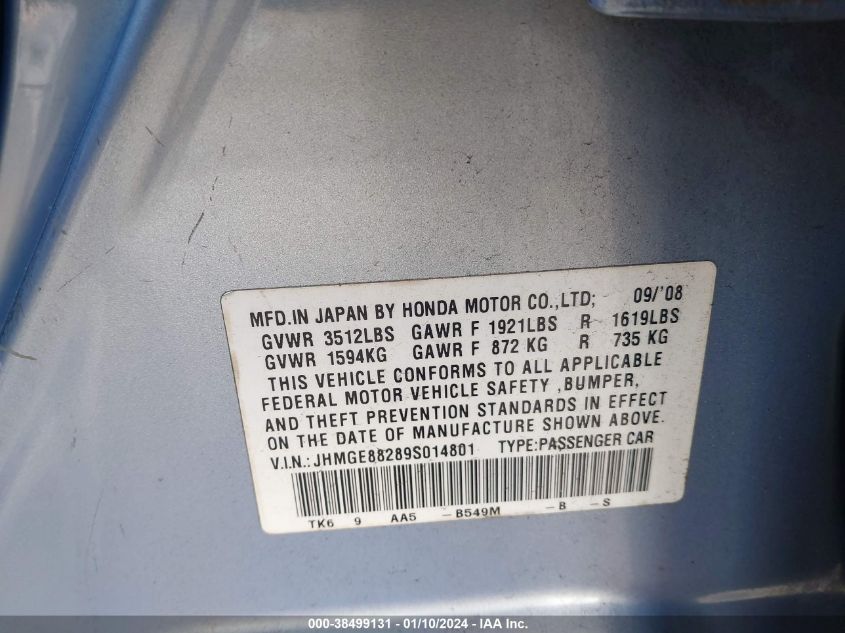 MFD.IN JAPAN BY HONDA MOTOR CO.,LTD; 09/'08
GVWR 3512LBS GAWR F 1921LBS R 1619LBS
GVWR 1594KG GAWR F 872 KG R 735 KG
THIS VEHICLE CONFORMS TO ALL APPLICABLE
FEDERAL MOTOR VEHICLE SAFETY ,BUMPER,
AND THEFT PREVENTION STANDARDS IN EFFECT
ON THE DATE OF MANUFACTURE SHOWN ABOVE.
V.I.N.: JHMGE88289S014801 TYPE:PASSENGER CAR
TK6 9 AA5 -B549M -B -S
000-38499131 - 01/10/2024 - IAA Inc.